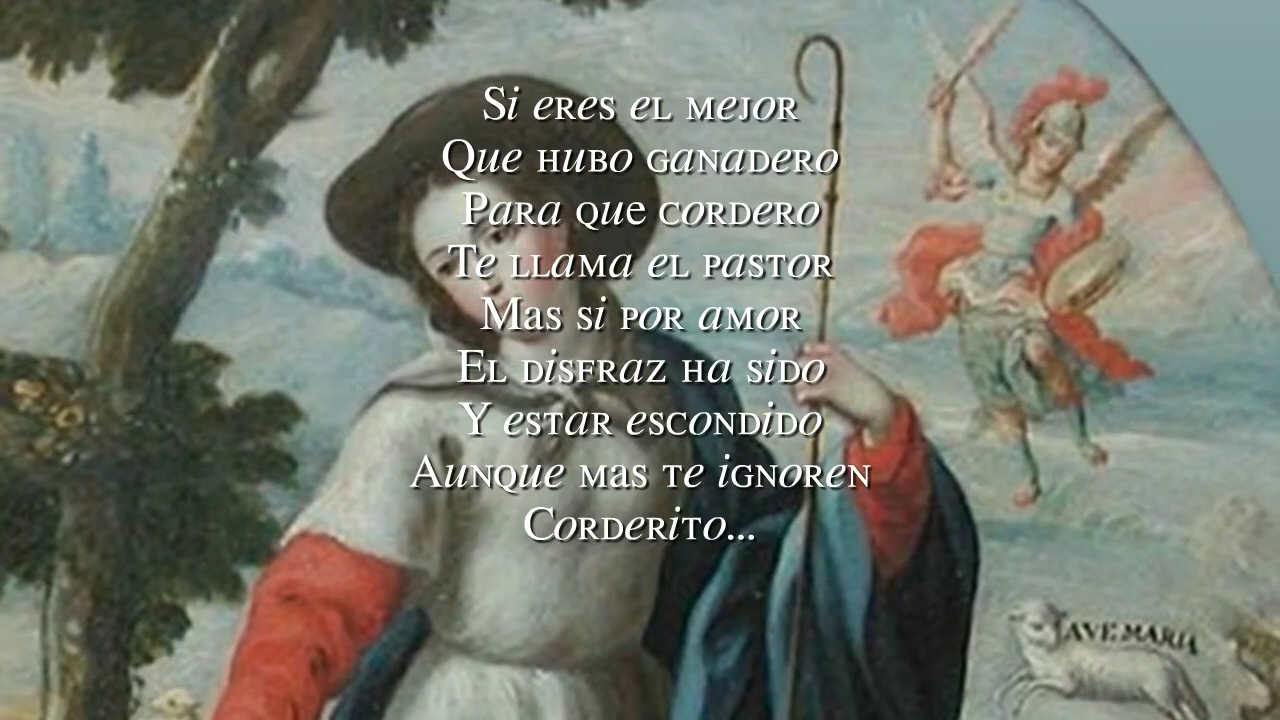 Si eres el mejor
Que hubo ganadero
Para que cordero
Te llama el pastor
Mas si por amor
El disfraz ha sido
Y estar escondido
Aunque mas te ignoren
Corderito...
AVE MARIA